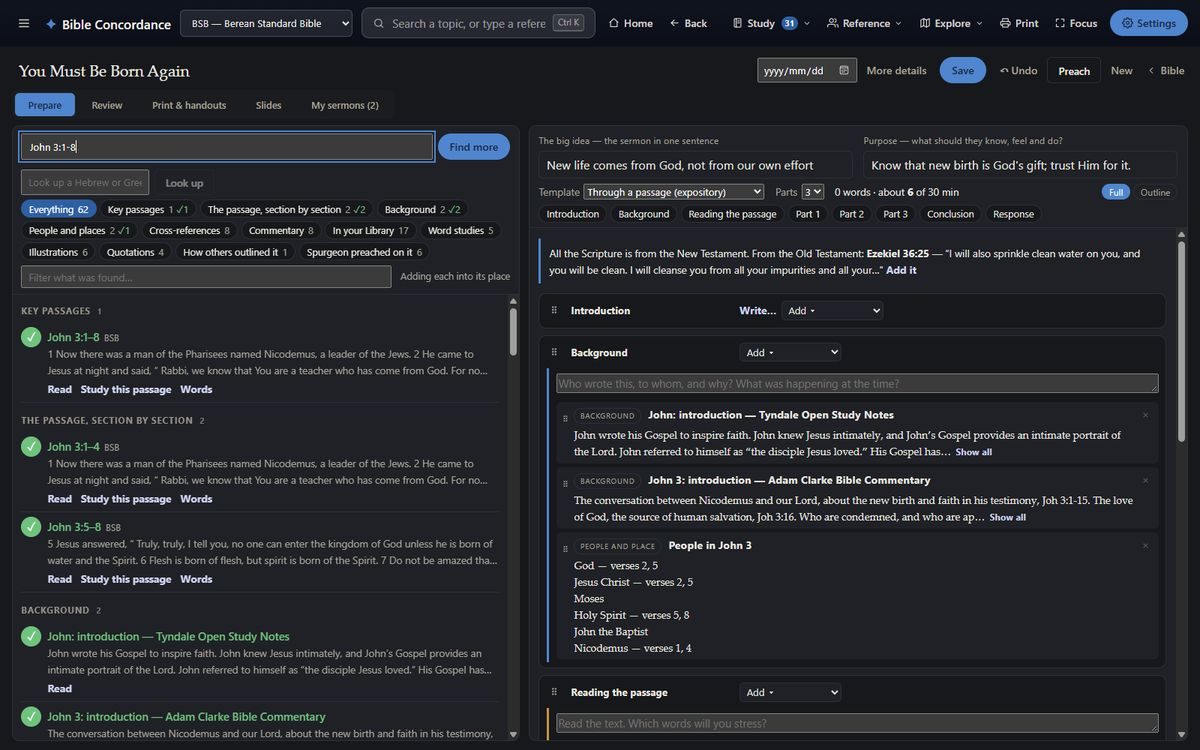 Bible Concordance
BSB — Berean Standard Bible
Search a topic, or type a refere
Ctrl K
Home
Back
Study 31
Reference
Explore
Print
Focus
Settings
You Must Be Born Again
yyyy/mm/dd
More details
Save
Undo
Preach
New
Bible
Prepare
Review
Print & handouts
Slides
My sermons (2)
John 3:1-8
Find more
Look up a Hebrew or Gree
Look up
Everything 62
Key passages 1 ✓1
The passage, section by section 2 ✓2
Background 2 ✓2
People and places 2 ✓1
Cross-references 8
Commentary 8
In your Library 17
Word studies 5
Illustrations 6
Quotations 4
How others outlined it 1
Spurgeon preached on it 6
Filter what was found...
Adding each into its place
KEY PASSAGES 1
John 3:1–8 BSB
1 Now there was a man of the Pharisees named Nicodemus, a leader of the Jews. 2 He came to
Jesus at night and said, “ Rabbi, we know that You are a teacher who has come from God. For no...
Read Study this passage Words
THE PASSAGE, SECTION BY SECTION 2
John 3:1–4 BSB
1 Now there was a man of the Pharisees named Nicodemus, a leader of the Jews. 2 He came to
Jesus at night and said, “ Rabbi, we know that You are a teacher who has come from God. For no...
Read Study this passage Words
John 3:5–8 BSB
5 Jesus answered, “ Truly, truly, I tell you, no one can enter the kingdom of God unless he is born of
water and the Spirit. 6 Flesh is born of flesh, but spirit is born of the Spirit. 7 Do not be amazed tha...
Read Study this passage Words
BACKGROUND 2
John: introduction — Tyndale Open Study Notes
John wrote his Gospel to inspire faith. John knew Jesus intimately, and John’s Gospel provides an
intimate portrait of the Lord. John referred to himself as “the disciple Jesus loved.” His Gospel has...
Read
John 3: introduction — Adam Clarke Bible Commentary
The conversation between Nicodemus and our Lord, about the new birth and faith in his testimony,
The big idea — the sermon in one sentence
New life comes from God, not from our own effort
Purpose — what should they know, feel and do?
Know that new birth is God's gift; trust Him for it.
Template
Through a passage (expository)
Parts 3
0 words · about 6 of 30 min
Full
Outline
Introduction
Background
Reading the passage
Part 1
Part 2
Part 3
Conclusion
Response
All the Scripture is from the New Testament. From the Old Testament: Ezekiel 36:25 — “I will also sprinkle clean water on you, and
you will be clean. I will cleanse you from all your impurities and all your...” Add it
Introduction
Write...
Add
Background
Add
Who wrote this, to whom, and why? What was happening at the time?
BACKGROUND John: introduction — Tyndale Open Study Notes ×
John wrote his Gospel to inspire faith. John knew Jesus intimately, and John’s Gospel provides an intimate portrait of
the Lord. John referred to himself as “the disciple Jesus loved.” His Gospel has... Show all
BACKGROUND John 3: introduction — Adam Clarke Bible Commentary ×
The conversation between Nicodemus and our Lord, about the new birth and faith in his testimony, Joh 3:1-15. The love
of God, the source of human salvation, Joh 3:16. Who are condemned, and who are ap... Show all
PEOPLE AND PLACE People in John 3 ×
God — verses 2, 5
Jesus Christ — verses 2, 5
Moses
Holy Spirit — verses 5, 8
John the Baptist
Nicodemus — verses 1, 4
Reading the passage
Add
Read the text. Which words will you stress?